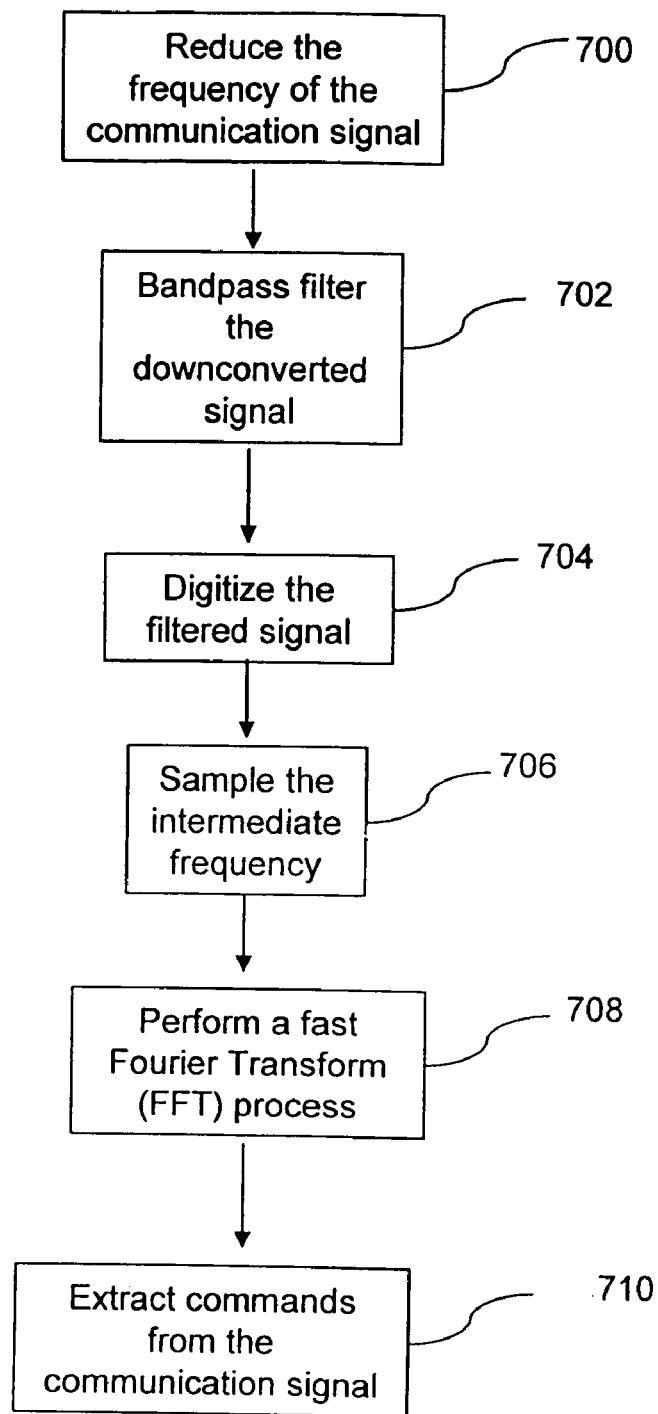 Reduce the
frequency of the
communication signal
700
Bandpass filter
the
downconverted
signal
702
Digitize the
filtered signal
704
Sample the
intermediate
frequency
706
Perform a fast
Fourier Transform
(FFT) process
708
Extract commands
from the
communication signal
710